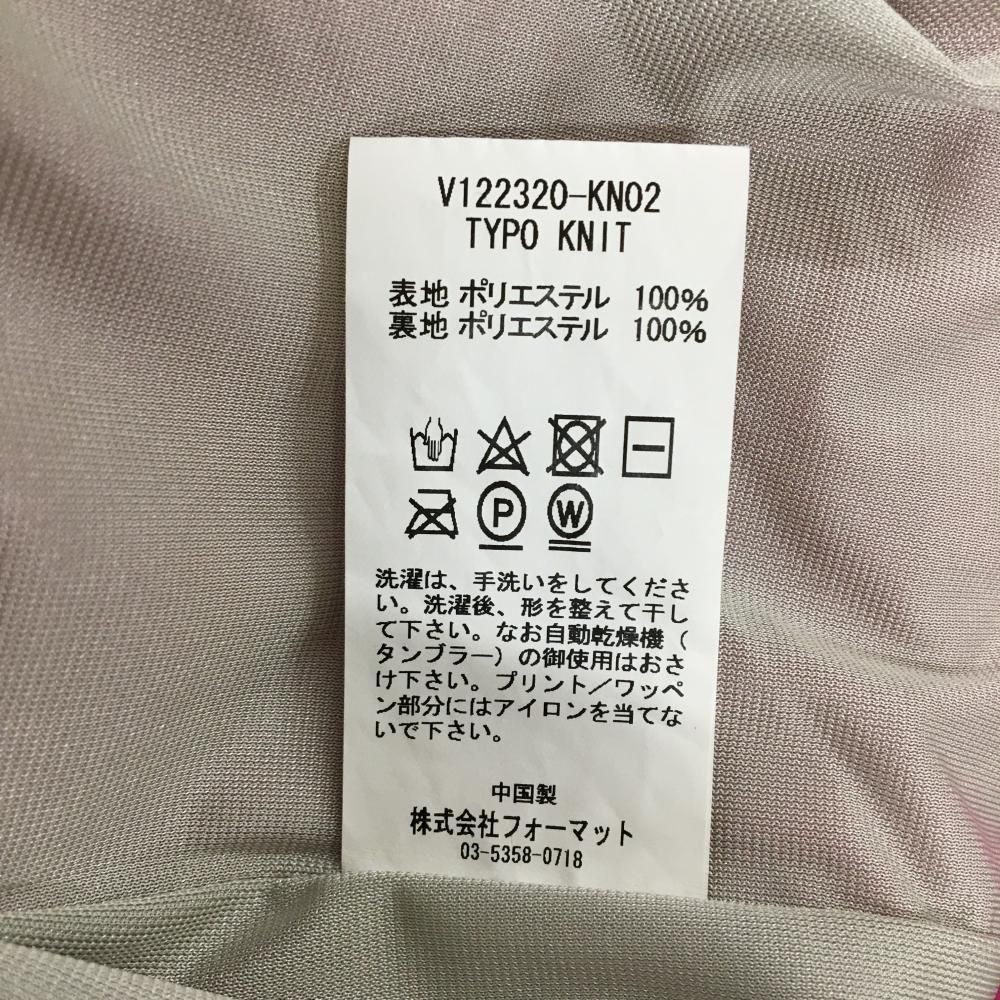 V122320-KN02
TYPO KNIT
表地 ポリエステル 100%
裏地 ポリエステル 100%
P W
洗濯は、手洗いをしてくださ
い。洗濯後、形を整えて干し
て下さい。なお自動乾燥機(
タンブラー)の御使用はおさ
け下さい。プリント/ワッペ
ン部分にはアイロンを当てな
いで下さい。
中国製
株式会社フォーマット
03-5358-0718